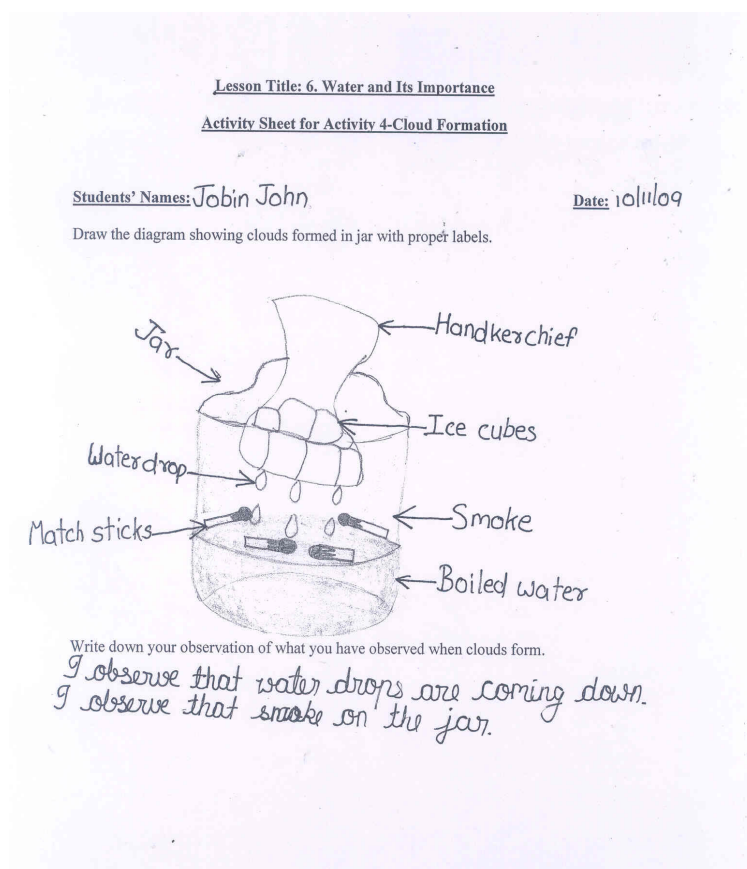 Lesson Title: 6. Water and Its Importance
Activity Sheet for Activity 4-Cloud Formation
Students' Names: Jobin John
Date: 10/11/09
Draw the diagram showing clouds formed in jar with proper labels.
Handkerchief
Jar
Ice cubes
Waterdrop
Smoke
Match sticks
Boiled water
Write down your observation of what you have observed when clouds form.
I observe that water drops are coming down.
I observe that smoke on the jar.